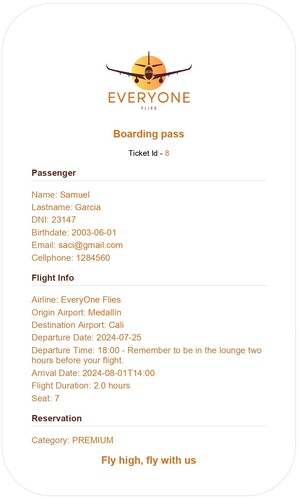 EVERYONE
FLIES
Boarding pass
Ticket Id - 8
Passenger
Name: Samuel
Lastname: Garcia
DNI: 23147
Birthdate: 2003-06-01
Email: saci@gmail.com
Cellphone: 1284560
Flight Info
Airline: EveryOne Flies
Origin Airport: Medallln
Destination Airport: Cali
Departure Date: 2024-07-25
Departure Time: 18:00 - Remember to be in the lounge two
hours before your flight.
Arrival Date: 2024-08-01T14:00
Flight Duration: 2.0 hours
Seat: 7
Reservation
Category: PREMIUM
Fly high, fly with us